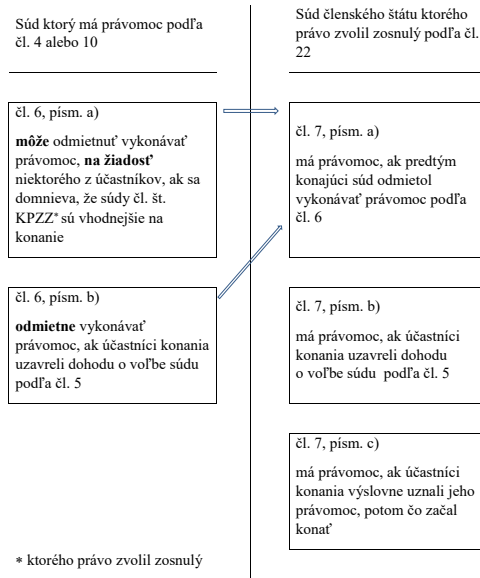 Súd ktorý má právomoc podľa
čl. 4 alebo 10
čl. 6, písm. a)
môže odmietnuť vykonávať
právomoc, na žiadosť
niektorého z účastníkov, ak sa
domnieva, že súdy čl. št.
KPZZ* sú vhodnejšie na
konanie
čl. 6, písm. b)
odmietne vykonávať
právomoc, ak účastníci konania
uzavreli dohodu o voľbe súdu
podľa čl. 5
* ktorého právo zvolil zosnulý
Súd členského štátu ktorého
právo zvolil zosnulý podľa čl.
22
čl. 7, písm. a)
má právomoc, ak predtým
konajúci súd odmietol
vykonávať právomoc podľa
čl. 6
čl. 7, písm. b)
má právomoc, ak účastníci
konania uzavreli dohodu
o voľbe súdu podľa čl. 5
čl. 7, písm. c)
má právomoc, ak účastníci
konania výslovne uznali jeho
právomoc, potom čo začal
konať